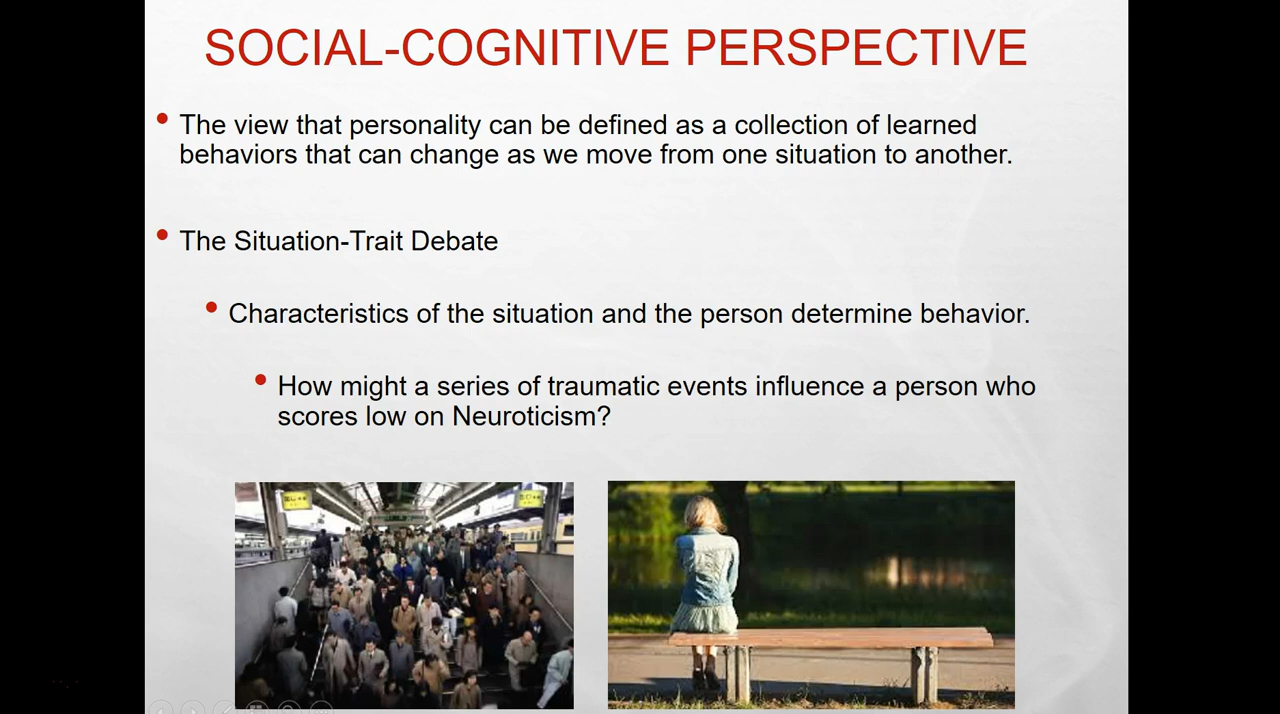 SOCIAL-COGNITIVE PERSPECTIVE
• The view that personality can be defined as a collection of learned
behaviors that can change as we move from one situation to another.
• The Situation-Trait Debate
• Characteristics of the situation and the person determine behavior.
• How might a series of traumatic events influence a person who
scores low on Neuroticism?